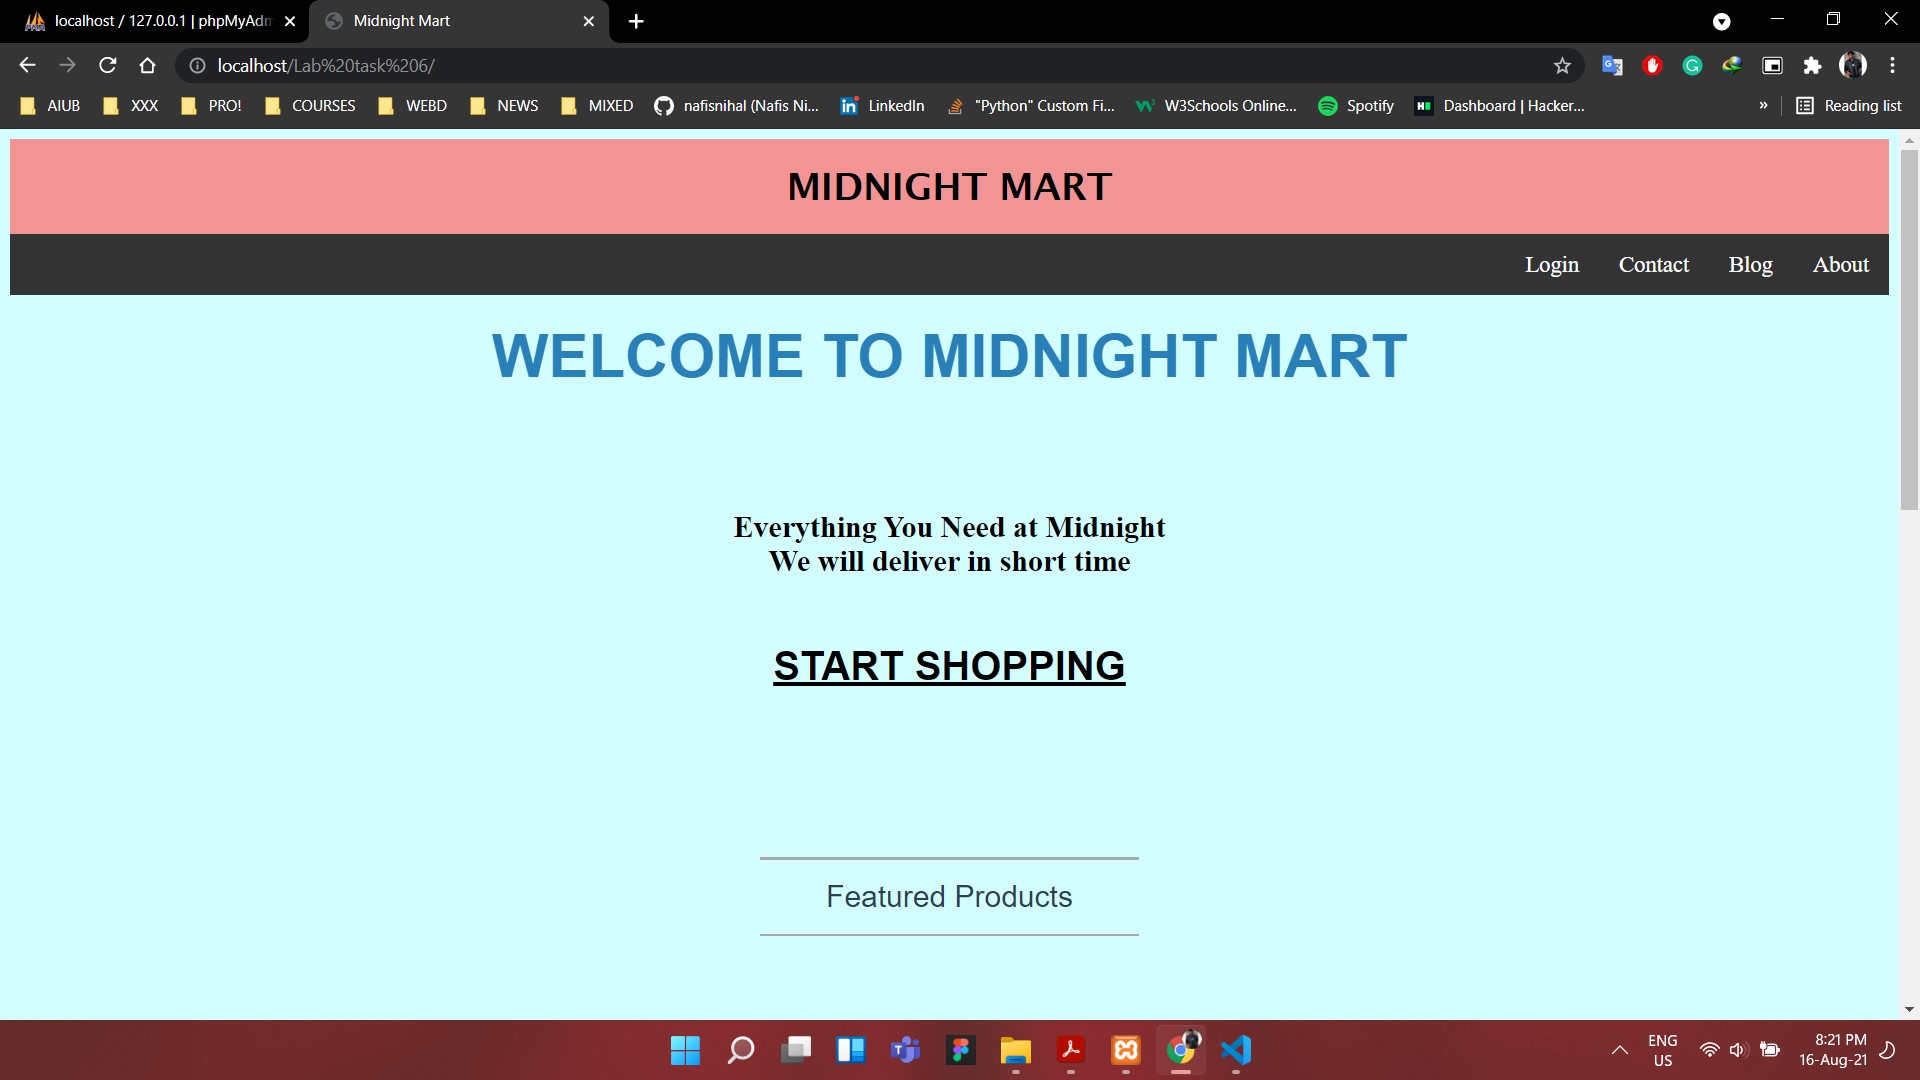 localhost / 127.0.0.1 | phpMyAdm
Midnight Mart
localhost/Lab%20task%206/
AIUB XXX PRO! COURSES WEBD NEWS MIXED nafisnihal (Nafis Ni... LinkedIn "Python" Custom Fi... W3Schools Online... Spotify Dashboard | Hacker... » Reading list
MIDNIGHT MART
Login Contact Blog About
WELCOME TO MIDNIGHT MART
Everything You Need at Midnight
We will deliver in short time
START SHOPPING
Featured Products
ENG
US
8:21 PM
16-Aug-21